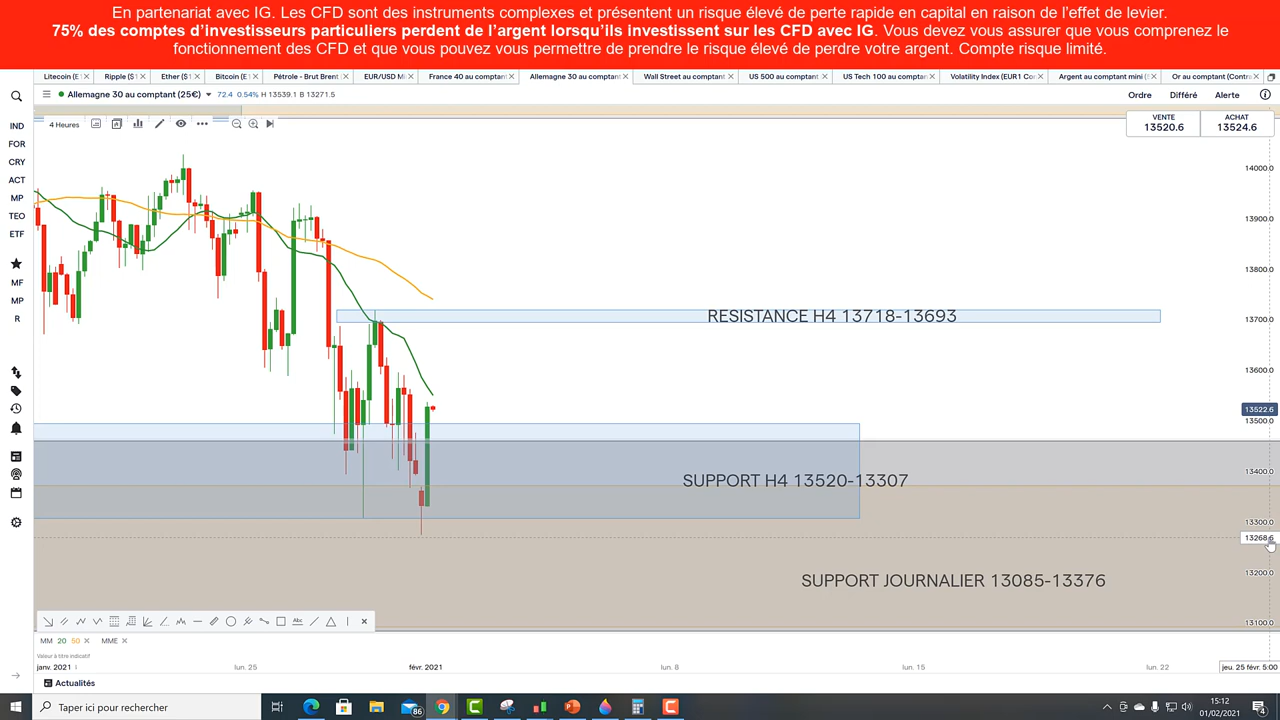 En partenariat avec IG. Les CFD sont des instruments complexes et présentent un risque élevé de perte rapide en capital en raison de l'effet de levier.
75% des comptes d'investisseurs particuliers perdent de l'argent lorsqu'ils investissent sur les CFD avec IG. Vous devez vous assurer que vous comprenez le
fonctionnement des CFD et que vous pouvez vous permettre de prendre le risque élevé de perdre votre argent. Compte risque limité.
Litecoin (E Ripple ($1 Ether ($1 Bitcoin (E1 Pétrole - Brut Bren EUR/USD Mi France 40 au comptant Allemagne 30 au comptant Wall Street au comptant US 500 au comptant US Tech 100 au comptant Volatility Index (EUR1 Co Argent au comptant mini ( Or au comptant (Contra
Allemagne 30 au comptant (25€) 72.4 0.54% H 13539.1 B 13271.5 Ordre Différé Alerte
4 Heures
VENTE ACHAT
13520.6 13524.6
IND
FOR
CRY
ACT
MP
TEO
ETF
MF
MP
R
14000.0
13900.0
13800.0
13700.0
13600.0
13522.6
13500.0
13400.0
13300.0
13268.6
13200.0
13100.0
RESISTANCE H4 13718-13693
SUPPORT H4 13520-13307
SUPPORT JOURNALIER 13085-13376
Abc
MM 20 50 MME
Valeur à titre indicatif
janv. 2021 lun. 25 févr. 2021 lun. 8 lun. 15 lun. 22 jeu. 25 févr. 5:00
Actualités
Taper ici pour rechercher
86
15:12
01/02/2021
4